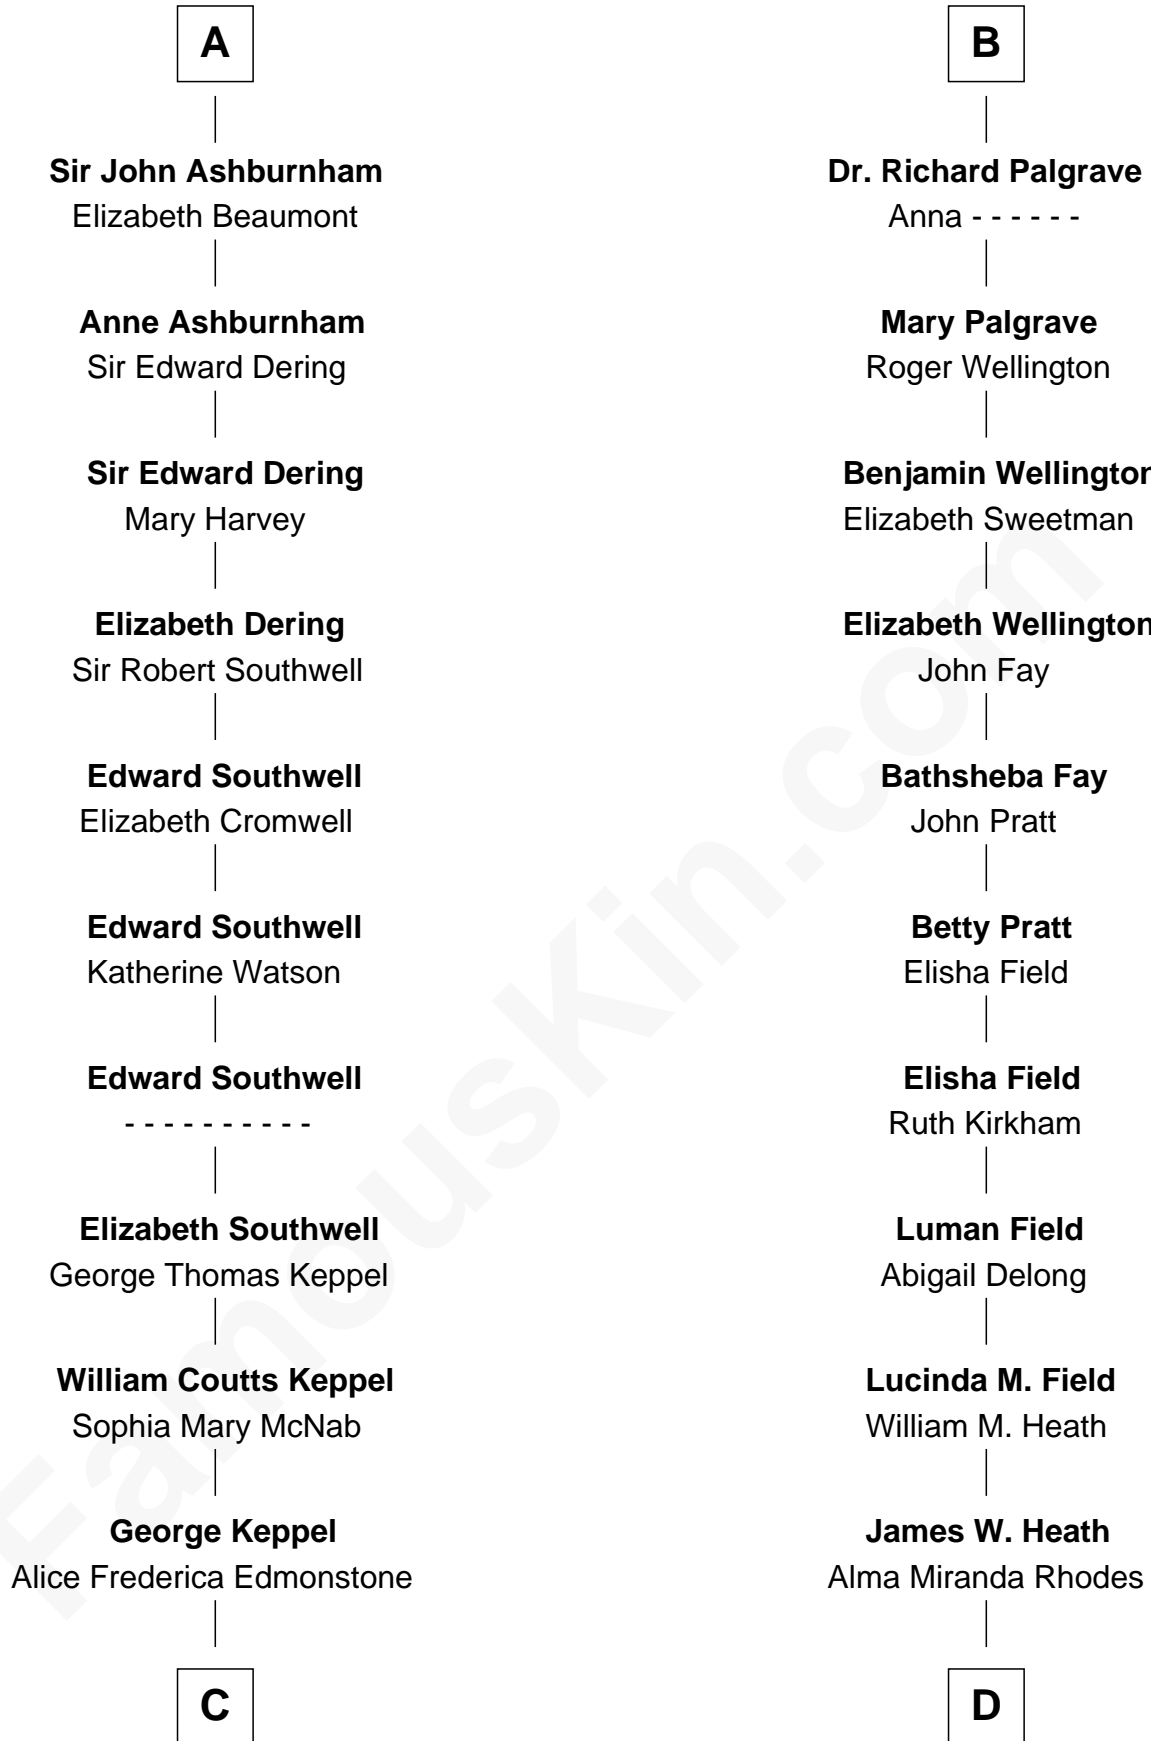 A
Sir John Ashburnham
Elizabeth Beaumont
Anne Ashburnham
Sir Edward Dering
Sir Edward Dering
Mary Harvey
Elizabeth Dering
Sir Robert Southwell
Edward Southwell
Elizabeth Cromwell
Edward Southwell
Katherine Watson
Edward Southwell
- - - - - - - - - -
Elizabeth Southwell
George Thomas Keppel
William Coutts Keppel
Sophia Mary McNab
George Keppel
Alice Frederica Edmonstone
C
B
Dr. Richard Palgrave
Anna - - - - - -
Mary Palgrave
Roger Wellington
Benjamin Wellington
Elizabeth Sweetman
Elizabeth Wellington
John Fay
Bathsheba Fay
John Pratt
Betty Pratt
Elisha Field
Elisha Field
Ruth Kirkham
Luman Field
Abigail Delong
Lucinda M. Field
William M. Heath
James W. Heath
Alma Miranda Rhodes
D
FamousKin.com